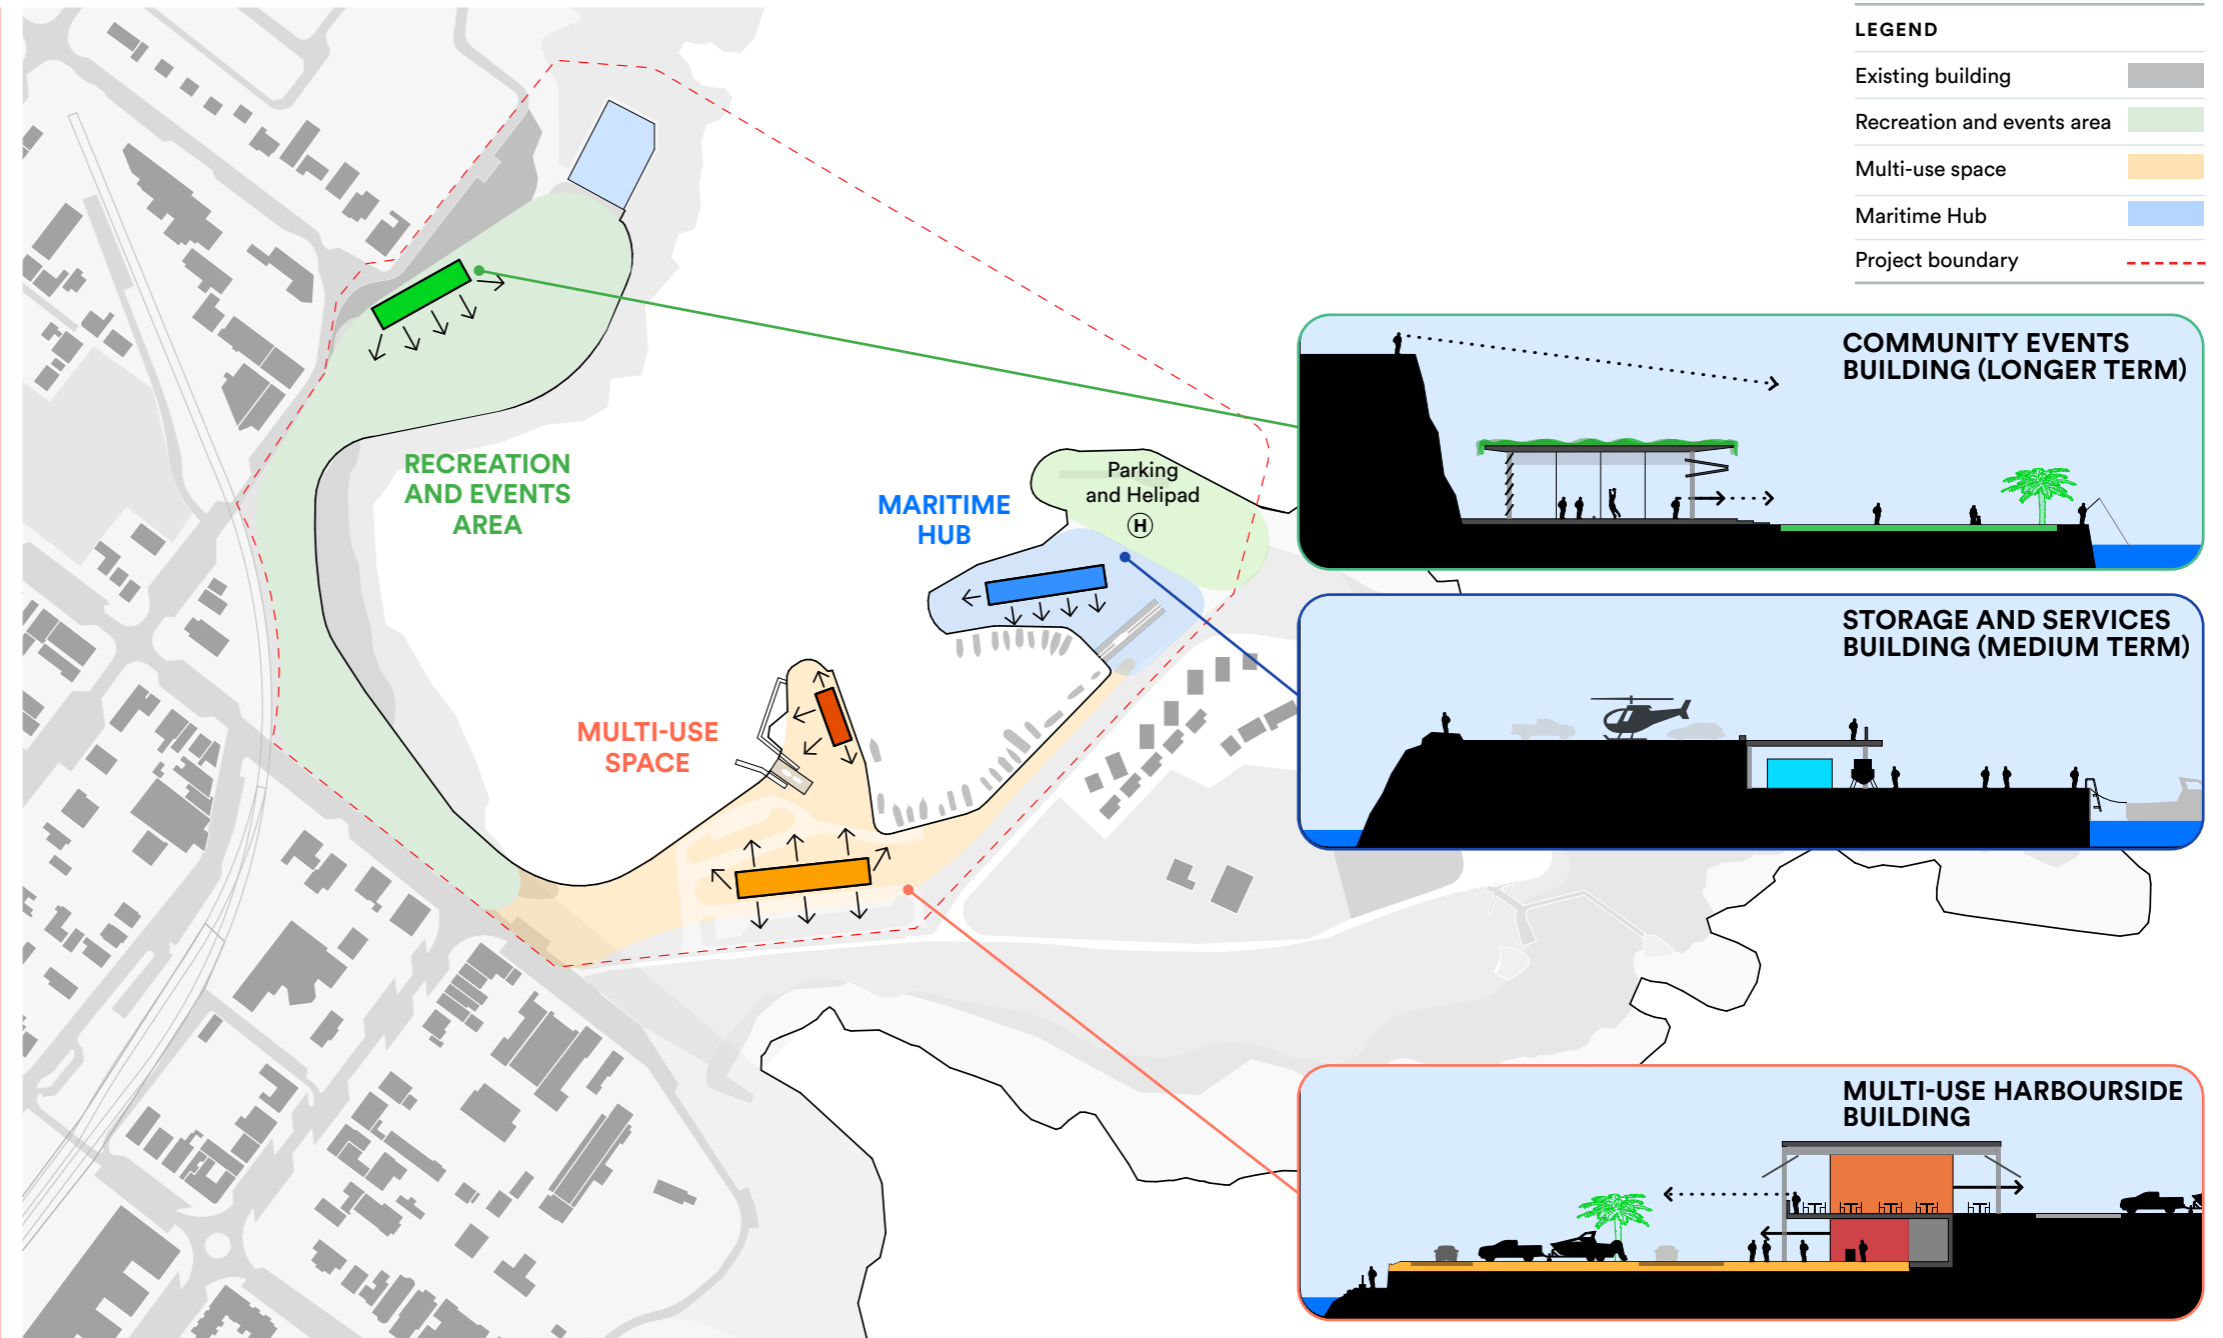 LEGEND
Existing building
Recreation and events area
Multi-use space
Maritime Hub
Project boundary
COMMUNITY EVENTS
BUILDING (LONGER TERM)
RECREATION
AND EVENTS
AREA
Parking
and Helipad
H
MARITIME
HUB
STORAGE AND SERVICES
BUILDING (MEDIUM TERM)
MULTI-USE
SPACE
MULTI-USE HARBOURSIDE
BUILDING